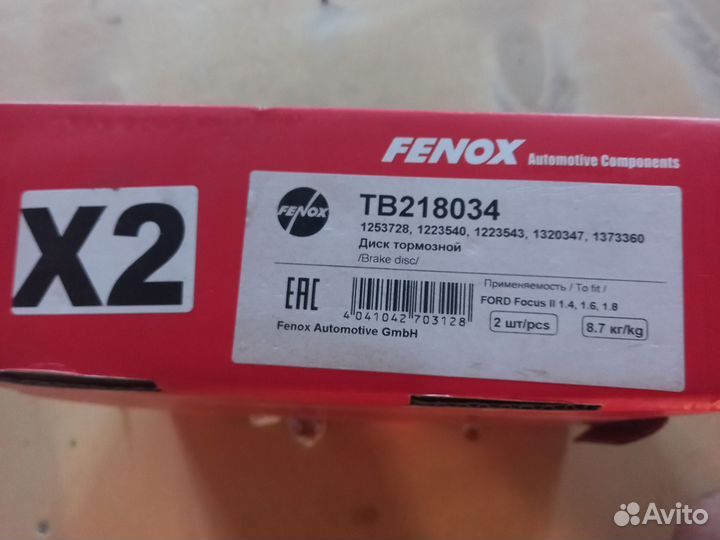 FENOX Automotive Components
X2
FENOX
TB218034
1253728, 1223540, 1223543, 1320347, 1373360
Диск тормозной
/Brake disc/
Применяемость / To fit /
FORD Focus II 1.4, 1.6, 1.8
EAC
4 041042 703128
2 шт/pcs
8.7 кг/kg
Fenox Automotive GmbH
Avito